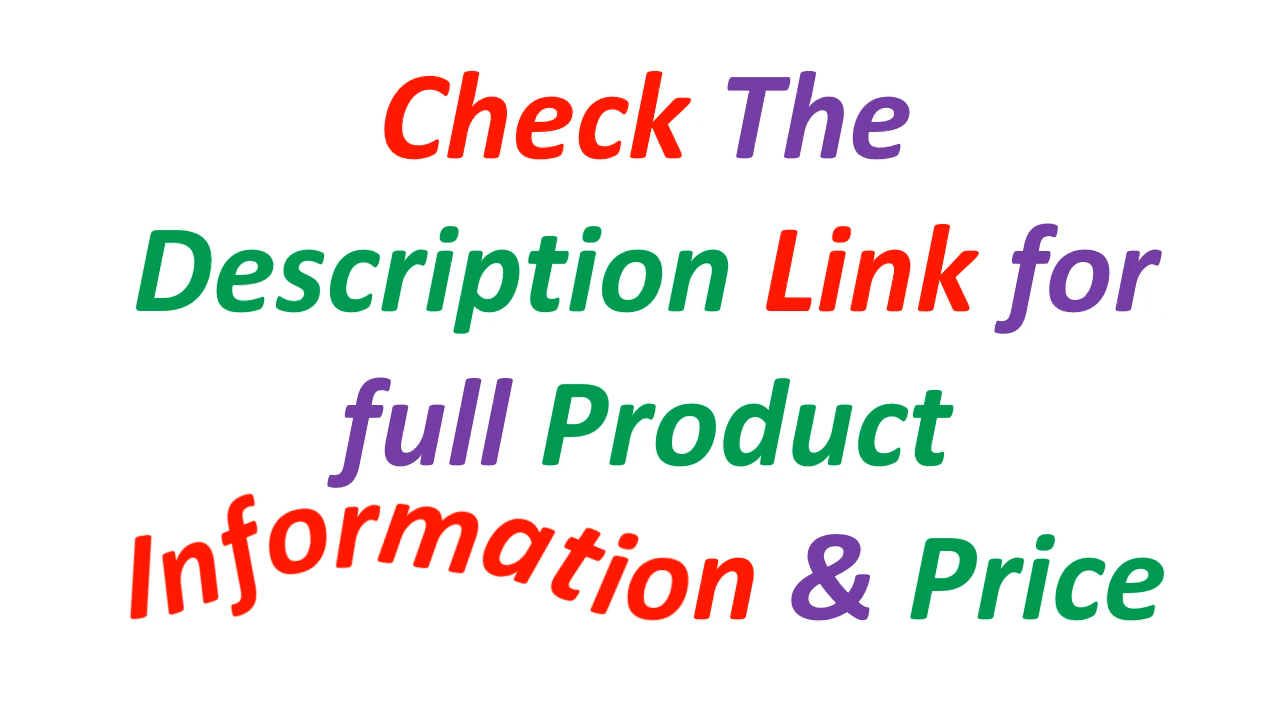 Check The
Description Link for
full Product
Information & Price